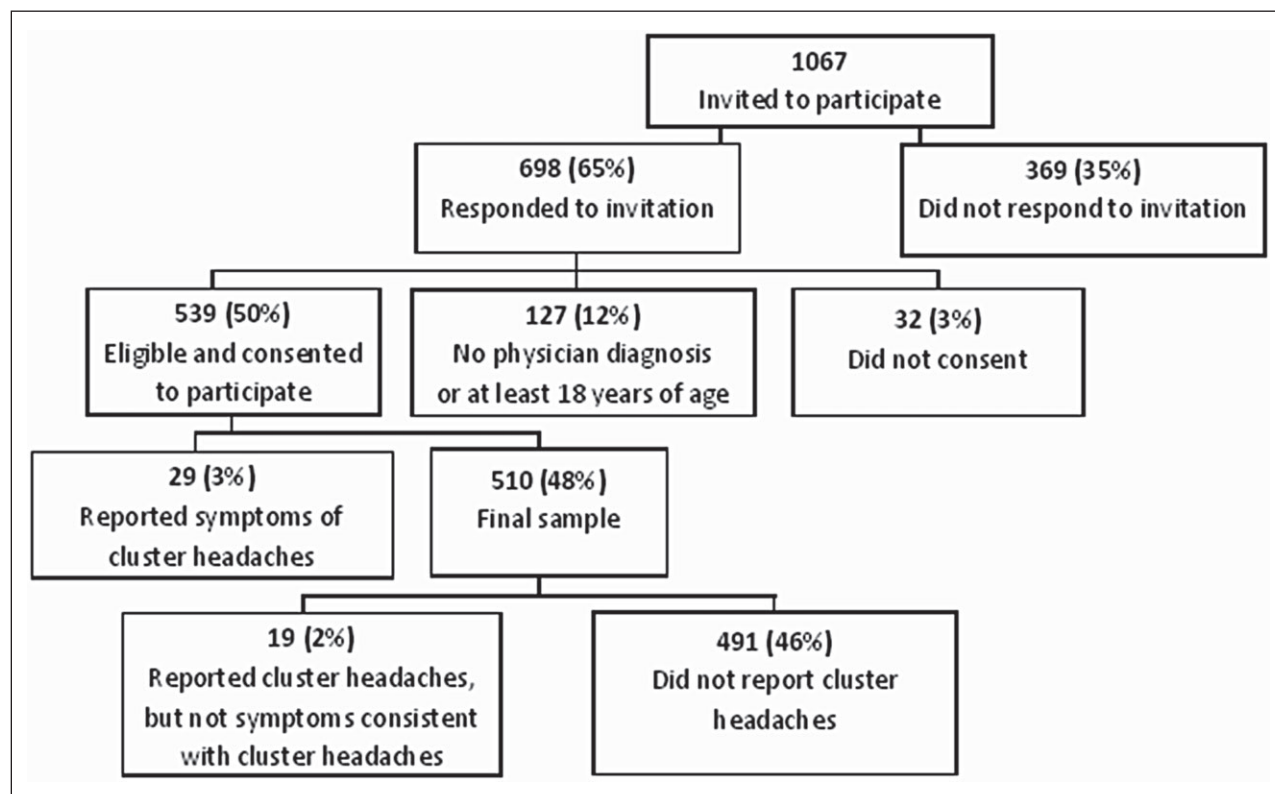 1067
Invited to participate
698 (65%)
Responded to invitation
369 (35%)
Did not respond to invitation
539 (50%)
Eligible and consented
to participate
127 (12%)
No physician diagnosis
or at least 18 years of age
32 (3%)
Did not consent
29 (3%)
Reported symptoms of
cluster headaches
510 (48%)
Final sample
19 (2%)
Reported cluster headaches,
but not symptoms consistent
with cluster headaches
491 (46%)
Did not report cluster
headaches